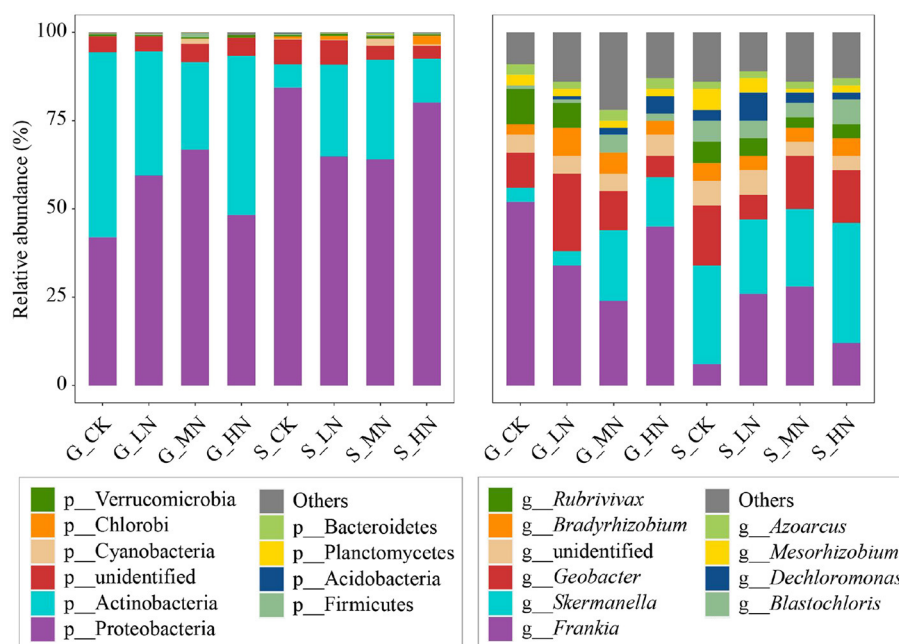 Relative abundance (%)
100
75
50
25
0
G_CK
G_LN
G_MN
G_HN
S_CK
S_LN
S_MN
S_HN
G_CK
G_LN
G_MN
G_HN
S_CK
S_LN
S_MN
S_HN
p__Verrucomicrobia
p__Chlorobi
p__Cyanobacteria
p__unidentified
p__Actinobacteria
p__Proteobacteria
Others
p__Bacteroidetes
p__Planctomycetes
p__Acidobacteria
p__Firmicutes
g__Rubrivivax
g__Bradyrhizobium
g__unidentified
g__Geobacter
g__Skermanella
g__Frankia
Others
g__Azoarcus
g__Mesorhizobium
g__Dechloromonas
g__Blastochloris